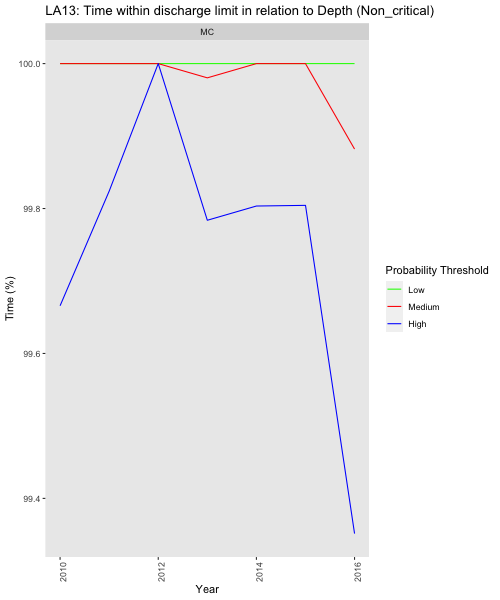 LA13: Time within discharge limit in relation to Depth (Non_critical)
MC
100.0
99.8
99.6
99.4
Time (%)
2010
2012
2014
2016
Year
Probability Threshold
Low
Medium
High